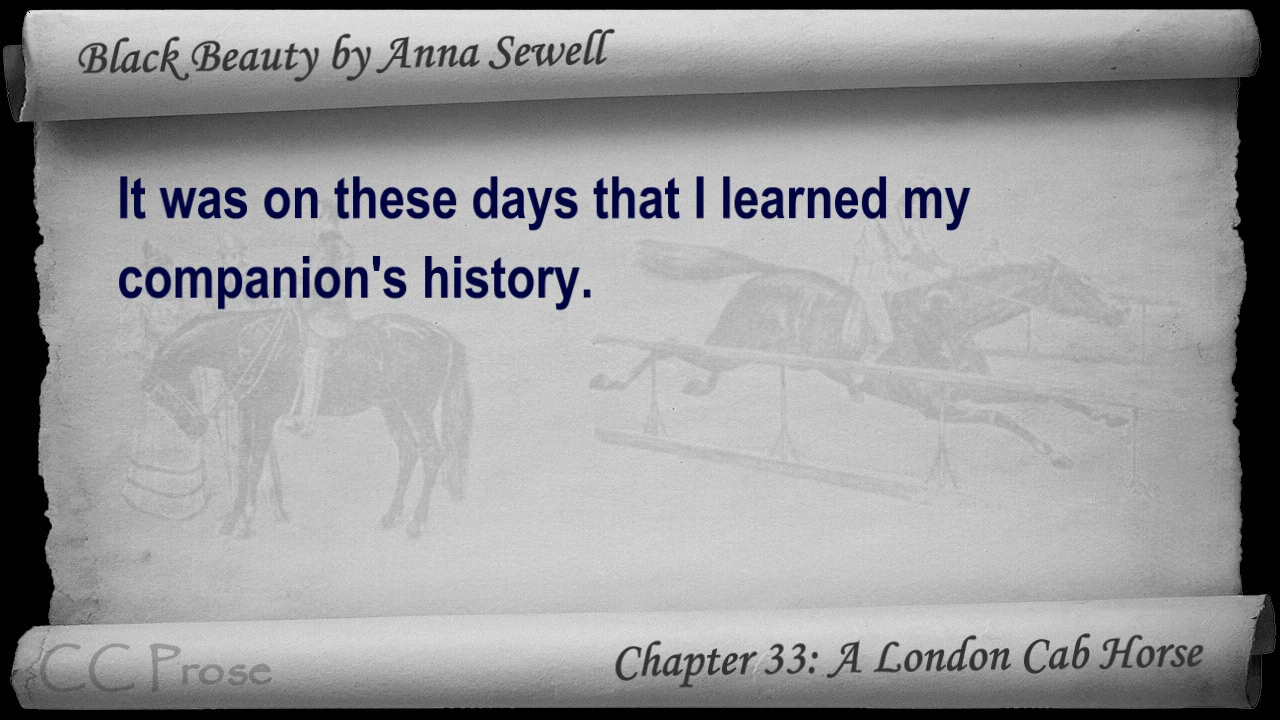 Black Beauty by Anna Sewell
It was on these days that I learned my
companion's history.
CC Prose
Chapter 33: A London Cab Horse